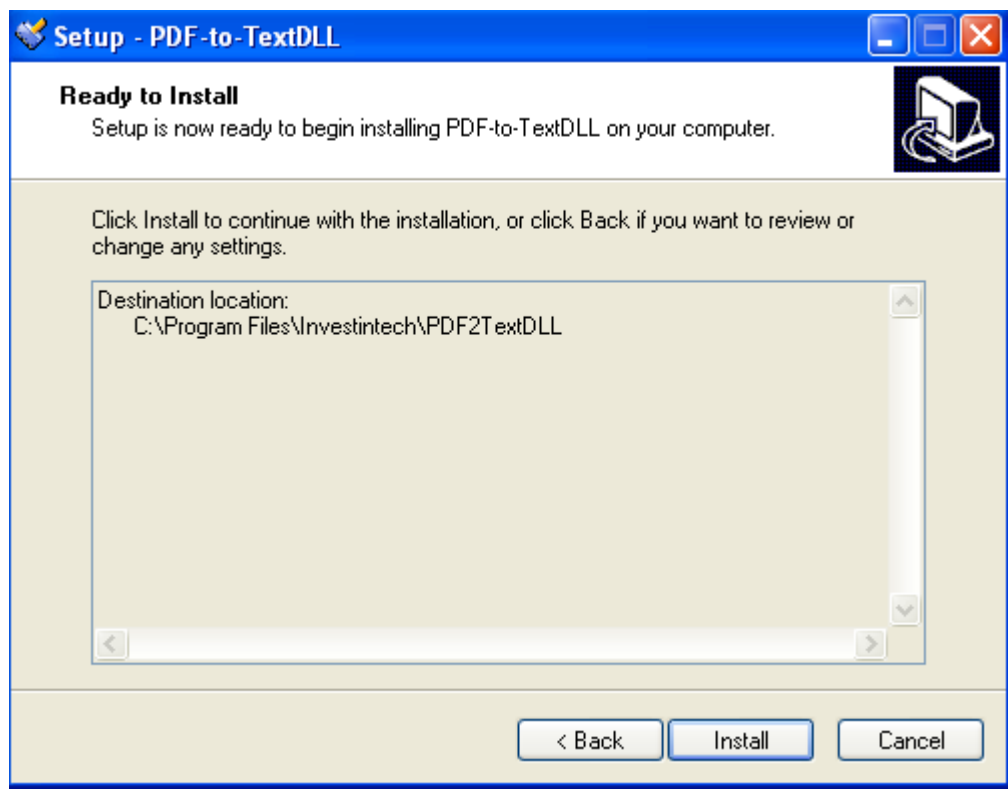 Setup - PDF-to-TextDLL
Ready to Install
Setup is now ready to begin installing PDF-to-TextDLL on your computer.
Click Install to continue with the installation, or click Back if you want to review or
change any settings.
Destination location:
C:\Program Files\Investintech\PDF2TextDLL
< Back
Install
Cancel